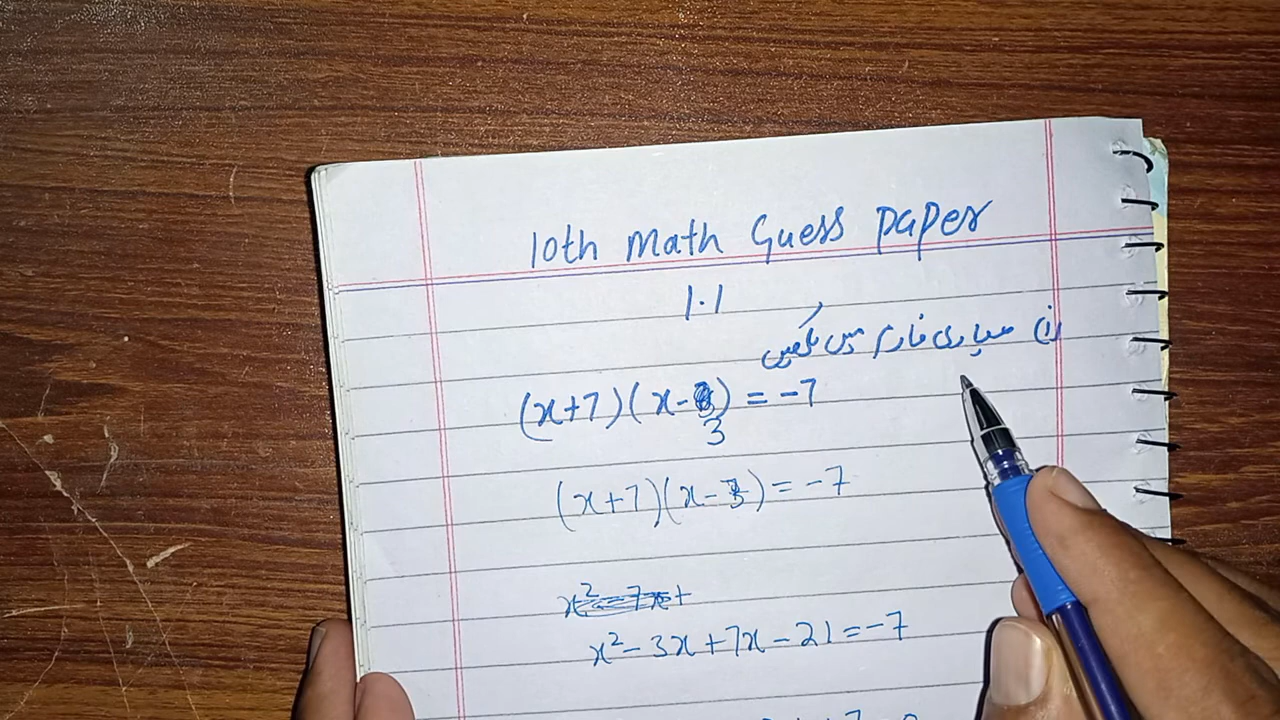 10th Math Guess Paper
1.1
(i) معیاری فارم میں لکھیں
(x+7)(x-3) = -7
(x+7)(x-3) = -7
x²-3x+7x-21=-7